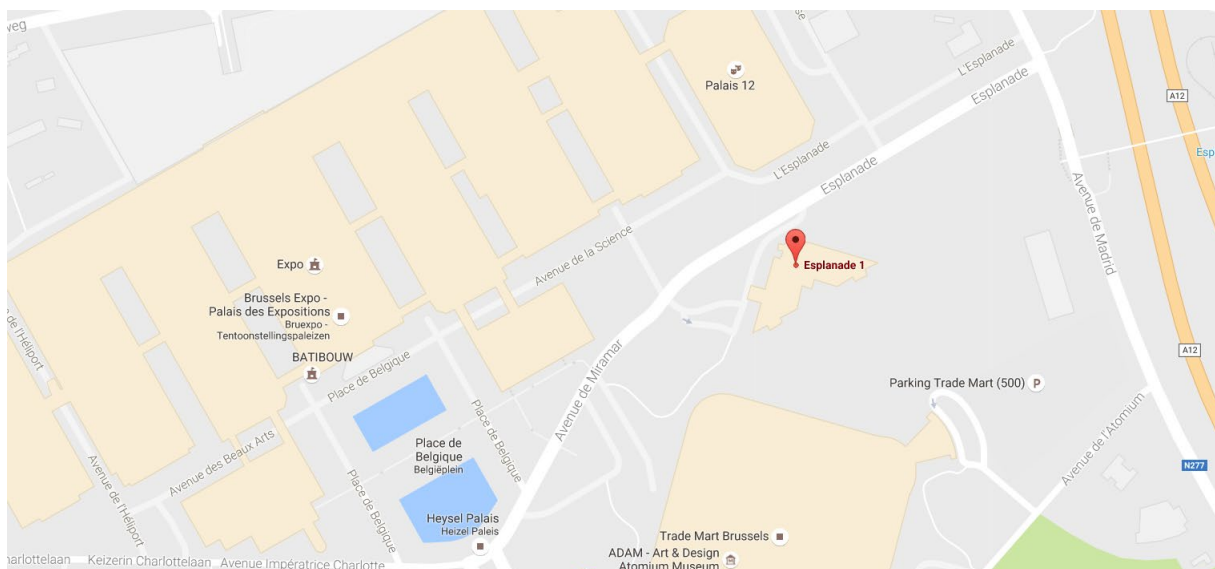 weg
se
Palais 12
L'Esplanade
Esplanade
A12
L'Esplanade
Esplanade
Esp
Avenue de Madrid
Avenue de la Science
Esplanade 1
Expo
Brussels Expo -
Palais des Expositions
Bruexpo -
Tentoonstellingspaleizen
BATIBOUW
Place de Belgique
Avenue de Miramar
A12
Parking Trade Mart (500)
P
e de l'Héliport
Avenue des Beaux Arts
Place de
Belgique
Belgiëplein
Place de Belgique
Avenue de l'Atomium
Avenue de l'Héliport
Place de Belgique
N277
Heysel Palais
Heizel Paleis
Trade Mart Brussels
ADAM - Art & Design
Atomium Museum
harlottelaan
Keizerin Charlottelaan
Avenue Impératrice Charlotte